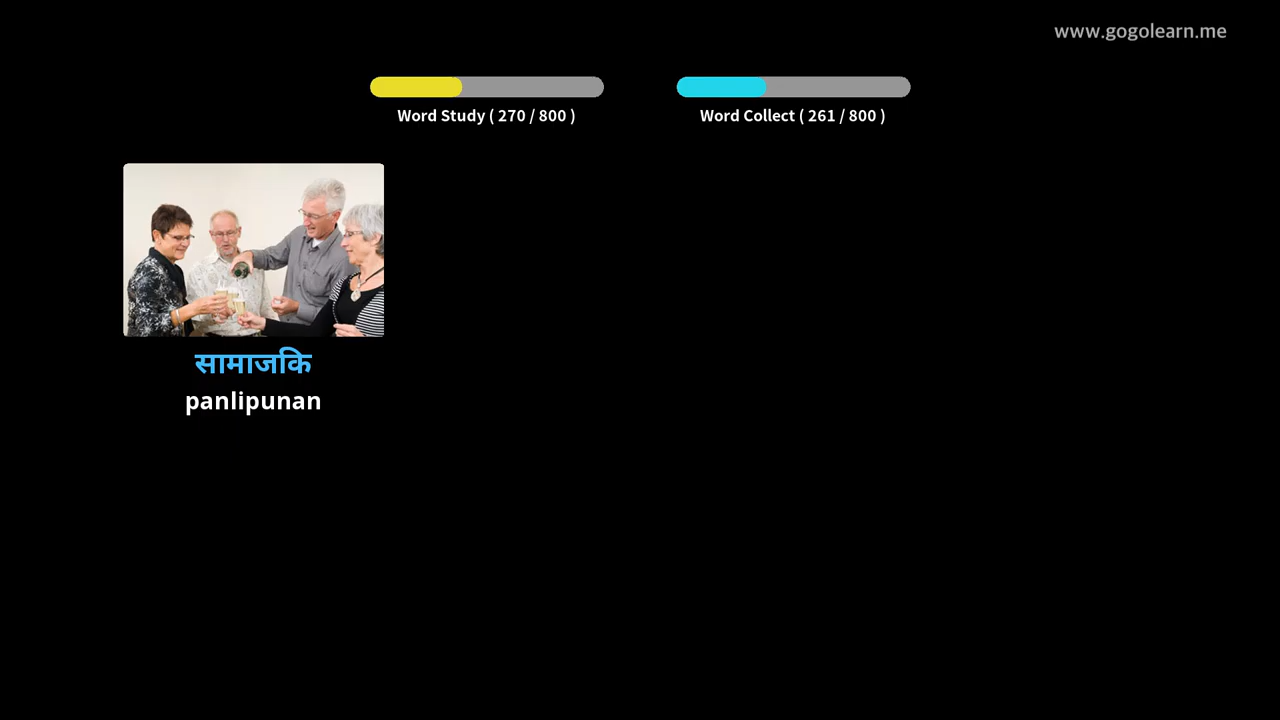 www.gogolearn.me
Word Study ( 270 / 800 )
Word Collect ( 261 / 800 )
सामाजकि
panlipunan